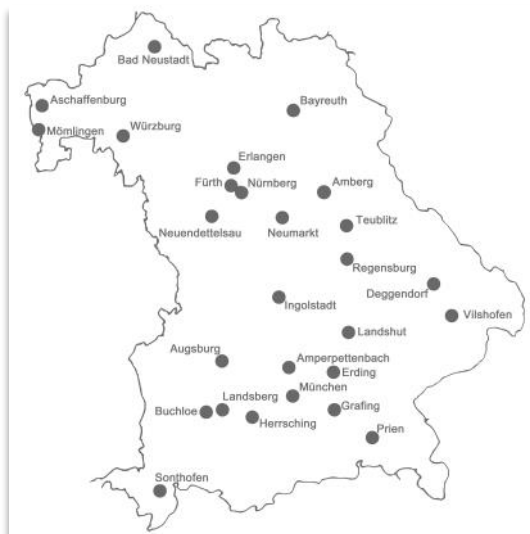 Bad Neustadt
Aschaffenburg
Bayreuth
Mömlingen
Würzburg
Erlangen
Fürth
Nürnberg
Amberg
Neuendettelsau
Neumarkt
Teublitz
Regensburg
Deggendorf
Ingolstadt
Vilshofen
Landshut
Augsburg
Amperpettenbach
Erding
München
Landsberg
Buchloe
Grafing
Herrsching
Prien
Sonthofen